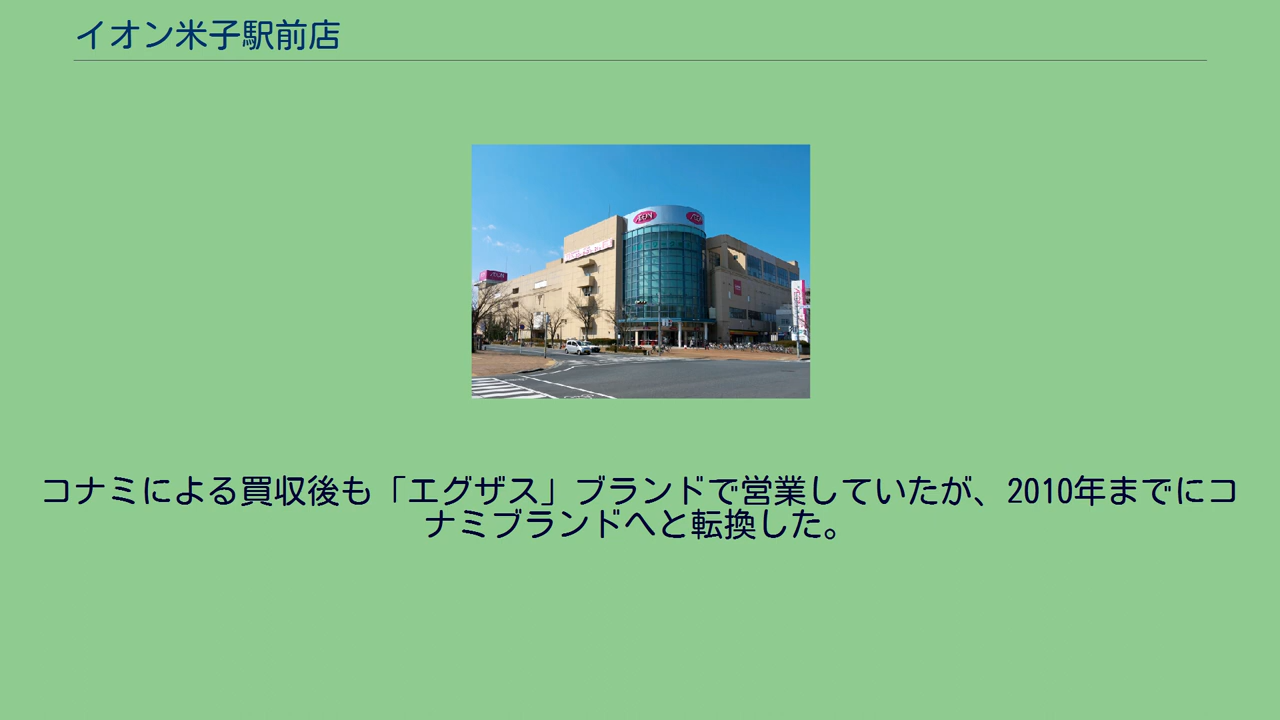 イオン米子駅前店
コナミによる買収後も「エグザス」ブランドで営業していたが、2010年までにコ
ナミブランドへと転換した。